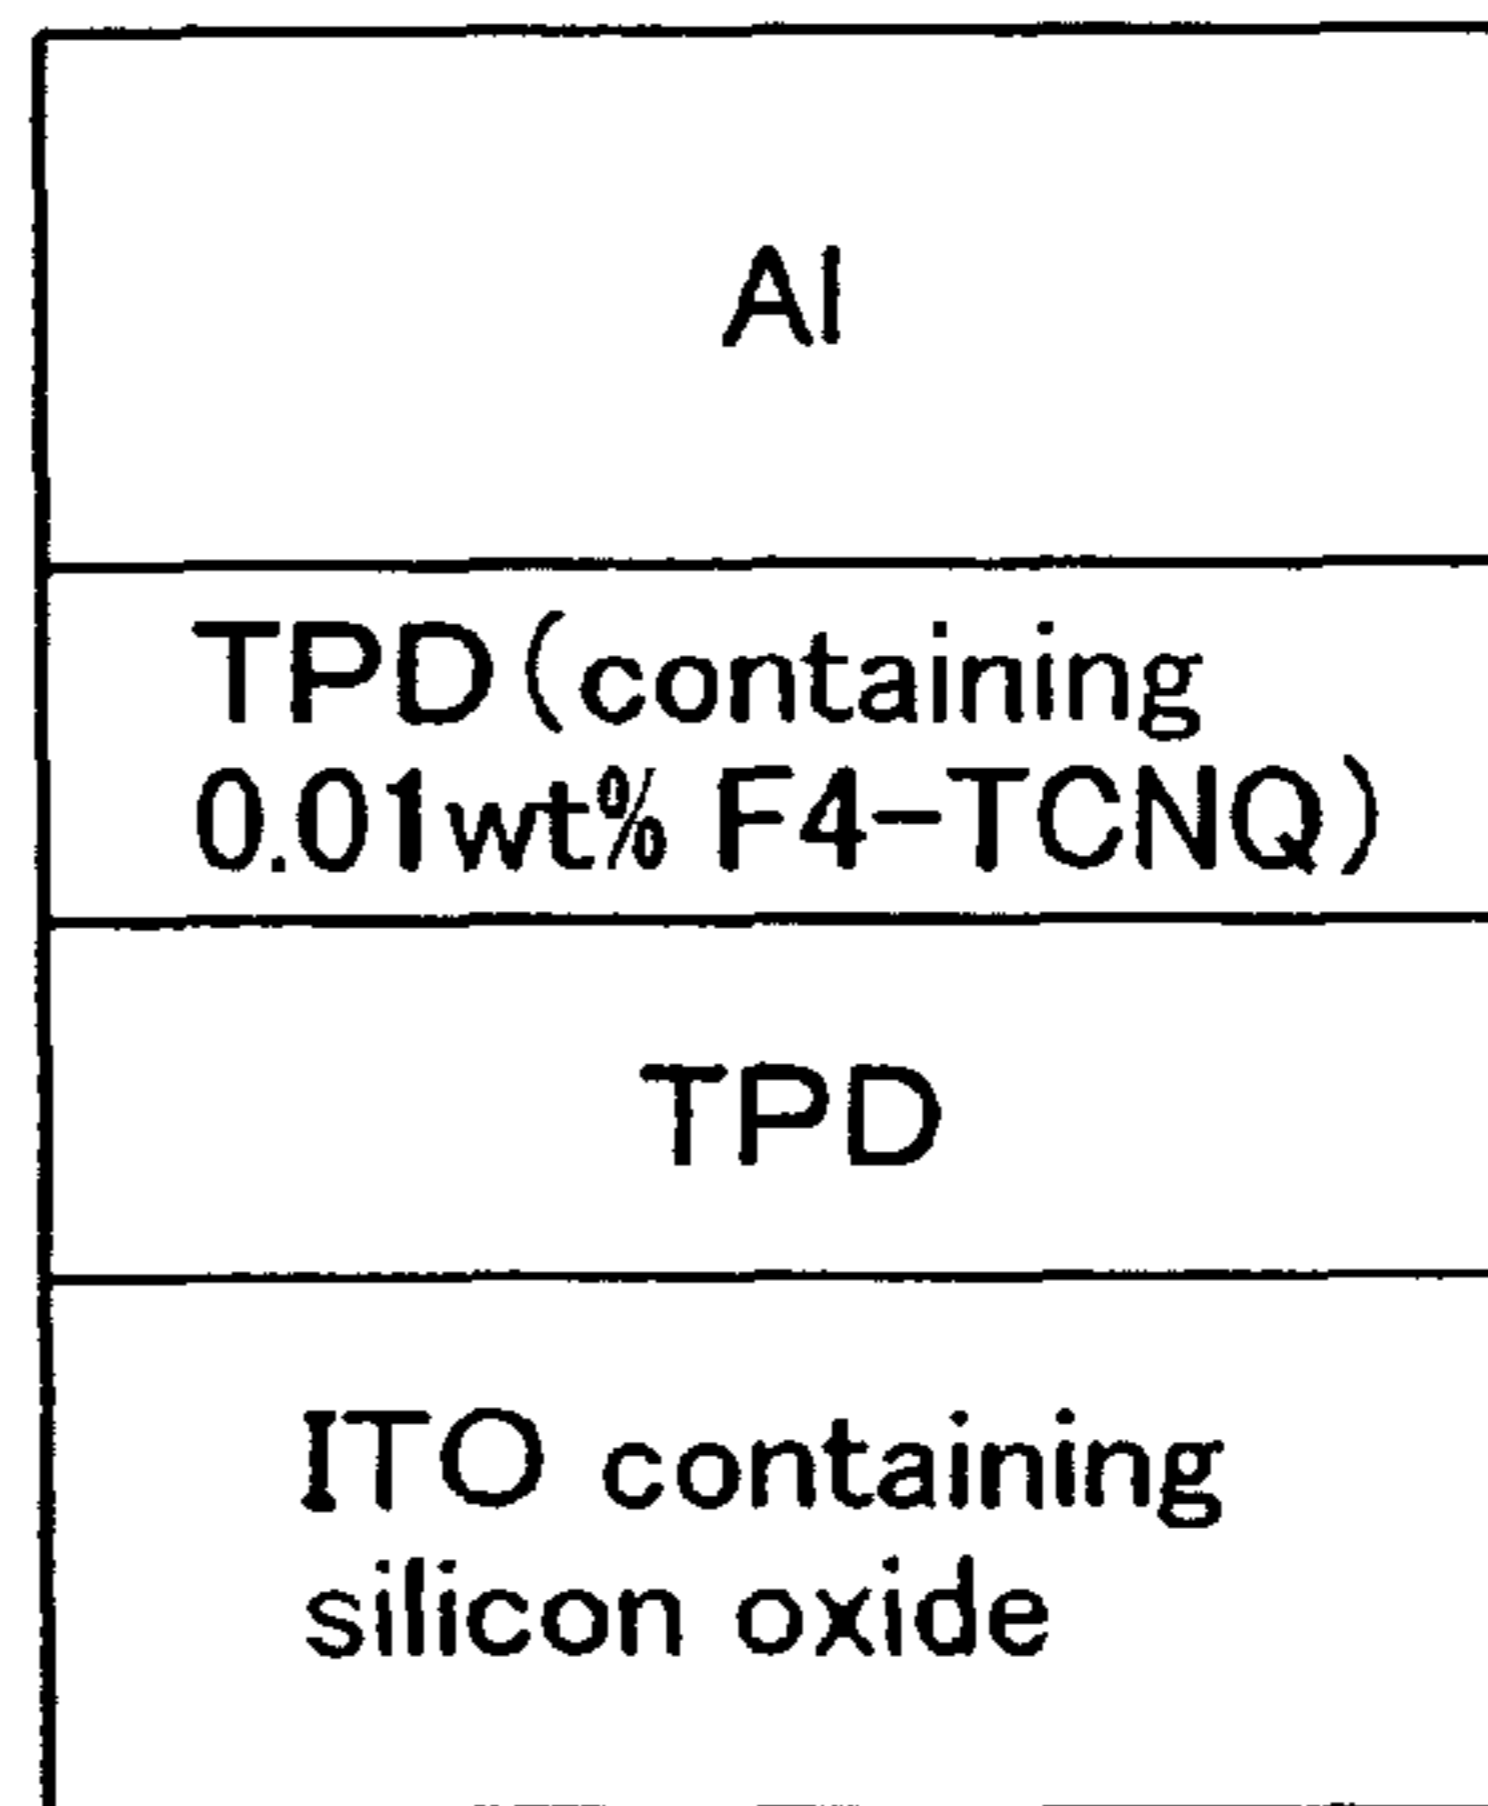 Al
TPD(containing
0.01wt% F4-TCNQ)
TPD
ITO containing
silicon oxide